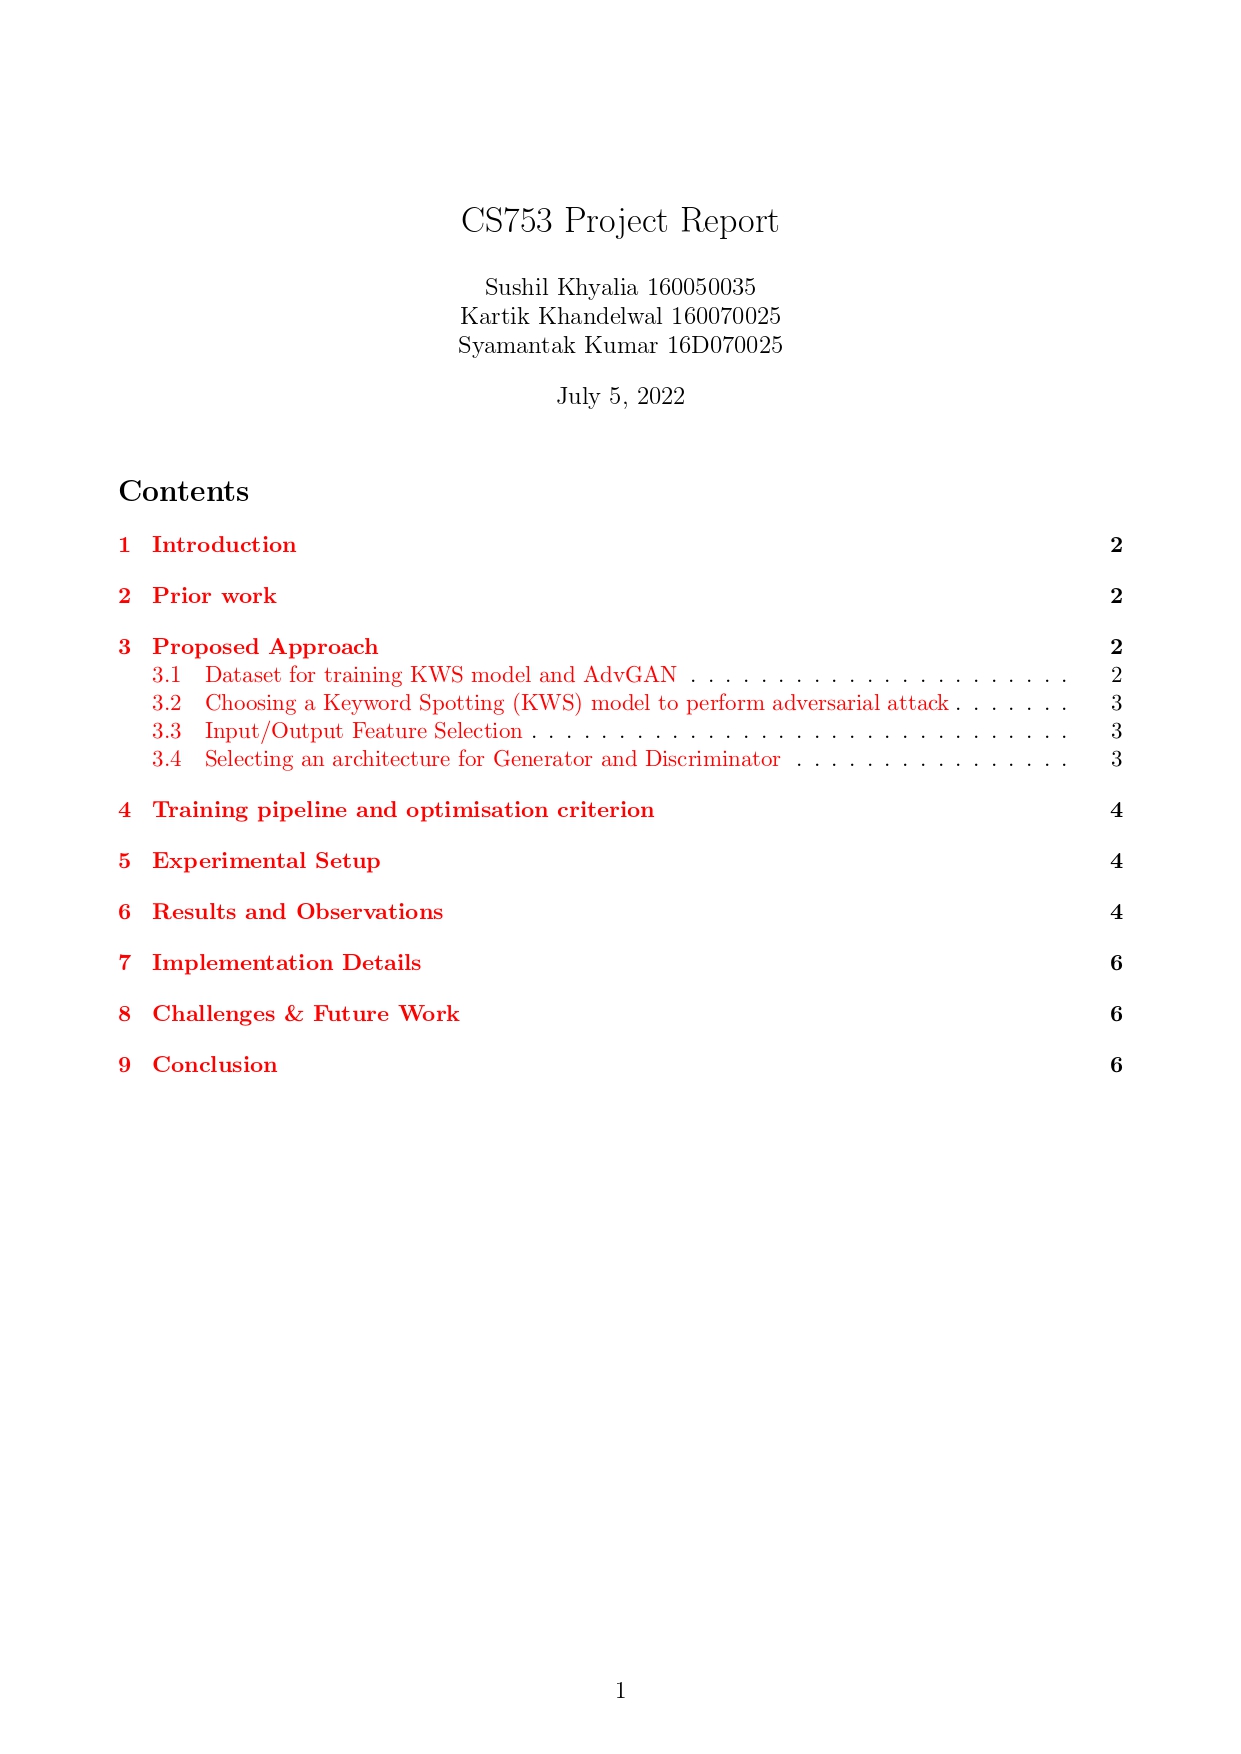 CS753 Project Report
Sushil Khyalia 160050035
Kartik Khandelwal 160070025
Syamantak Kumar 16D070025
July 5, 2022
Contents
1 Introduction 2
2 Prior work 2
3 Proposed Approach 2
3.1 Dataset for training KWS model and AdvGAN . . . . . . . . . . . . . . . . . . . . . . 2
3.2 Choosing a Keyword Spotting (KWS) model to perform adversarial attack . . . . . . . 3
3.3 Input/Output Feature Selection . . . . . . . . . . . . . . . . . . . . . . . . . . . . . . . 3
3.4 Selecting an architecture for Generator and Discriminator . . . . . . . . . . . . . . . . 3
4 Training pipeline and optimisation criterion 4
5 Experimental Setup 4
6 Results and Observations 4
7 Implementation Details 6
8 Challenges & Future Work 6
9 Conclusion 6
1